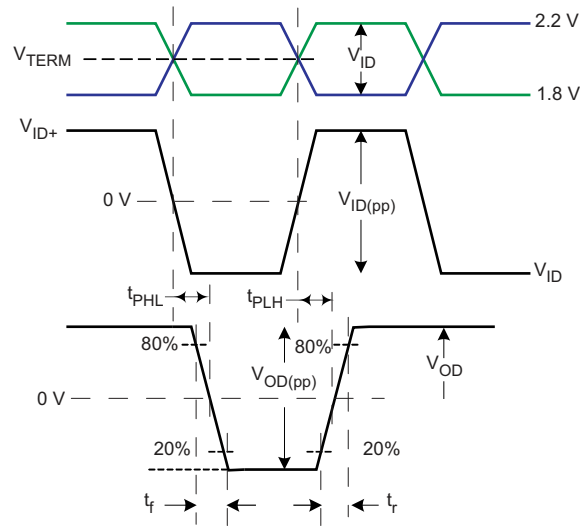 2.2 V
V_TERM
V_ID
1.8 V
V_ID+
0 V
V_ID(pp)
V_ID
t_PHL
t_PLH
80%
80%
V_OD(pp)
V_OD
0 V
20%
20%
t_f
t_r